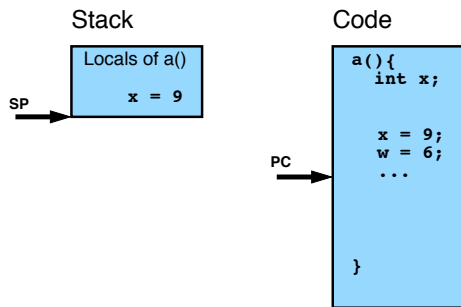 Stack
Locals of a()
x = 9
SP
Code
a(){
int x;
x = 9;
w = 6;
...
PC
}